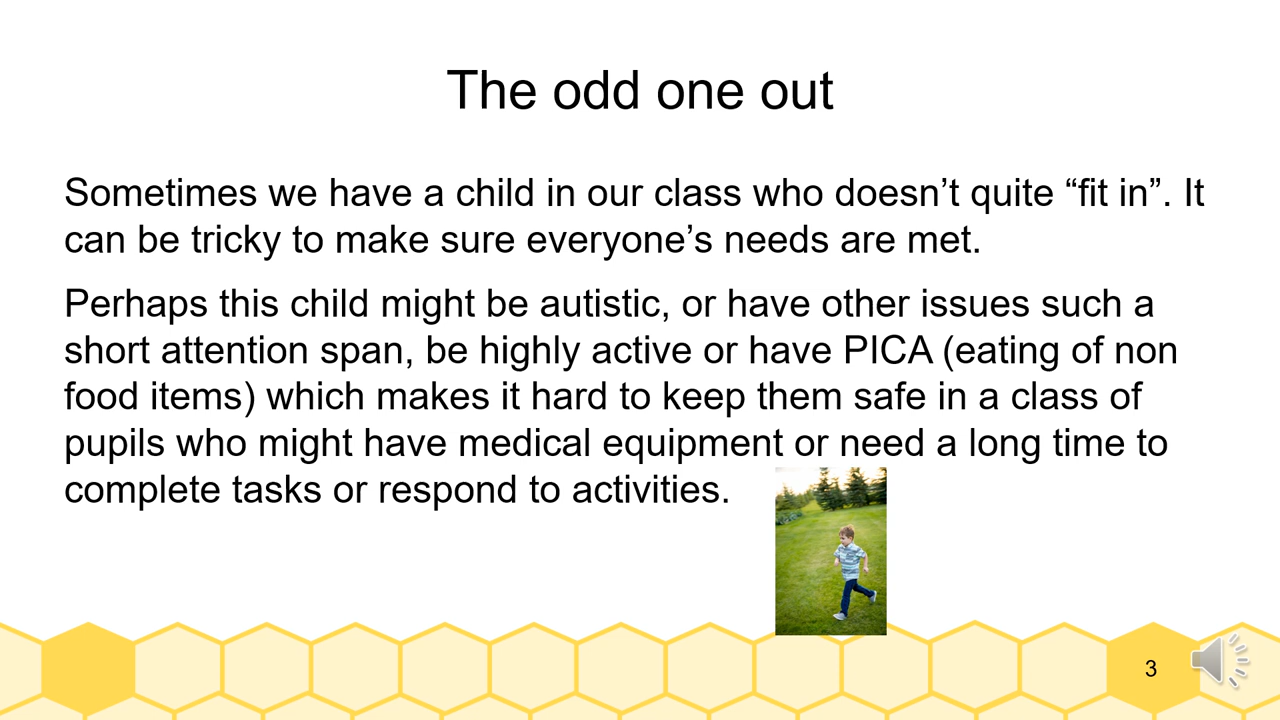 The odd one out
Sometimes we have a child in our class who doesn’t quite “fit in”. It
can be tricky to make sure everyone’s needs are met.
Perhaps this child might be autistic, or have other issues such a
short attention span, be highly active or have PICA (eating of non
food items) which makes it hard to keep them safe in a class of
pupils who might have medical equipment or need a long time to
complete tasks or respond to activities.
3